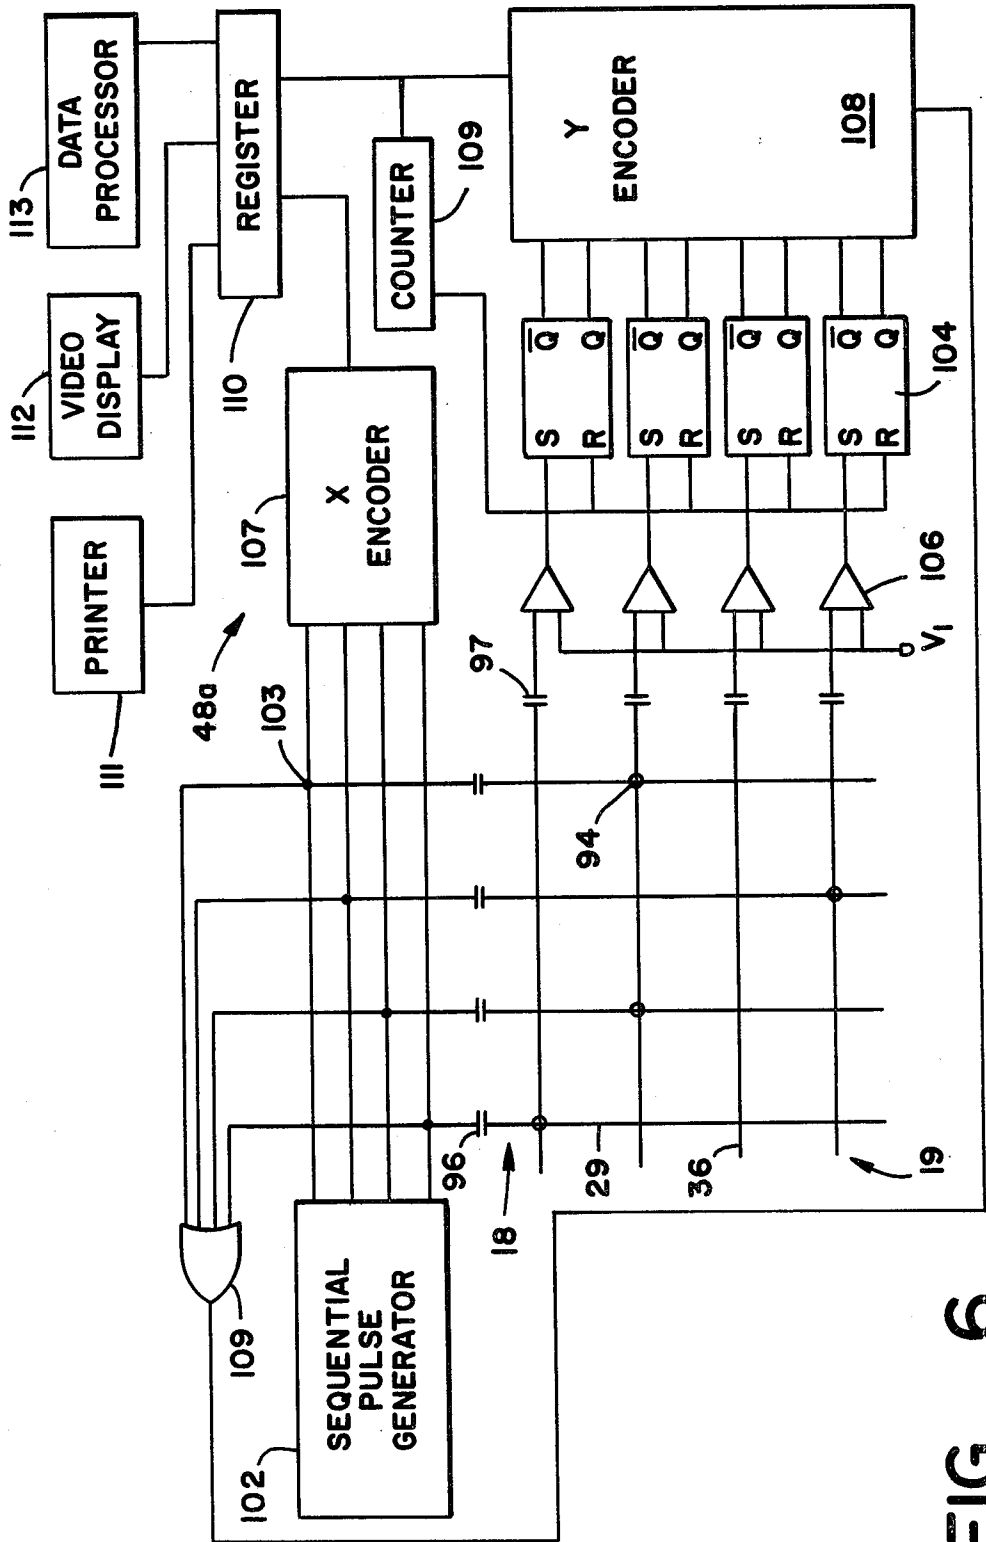 113
DATA
PROCESSOR
112
VIDEO
DISPLAY
111
PRINTER
REGISTER
110
48a
107
X
ENCODER
103
109
102
SEQUENTIAL
PULSE
GENERATOR
COUNTER
109
Y
ENCODER
108
Q
Q
S
R
Q
Q
S
R
Q
Q
S
R
Q
Q
S
R
104
106
V1
97
94
96
18
29
36
19
FIG 6